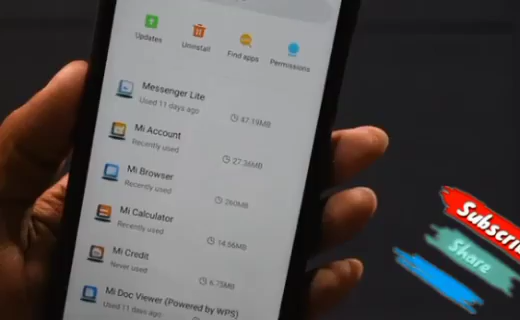 Updates
Uninstall
Find apps
Permissions
Messenger Lite
Used 11 days ago
47.19MB
Mi Account
Recently used
27.36MB
Mi Browser
Recently used
260MB
Mi Calculator
Recently used
14.66MB
Mi Credit
Never used
6.75MB
Mi Doc Viewer (Powered by WPS)
Used 11 days ago
Subscri
Share